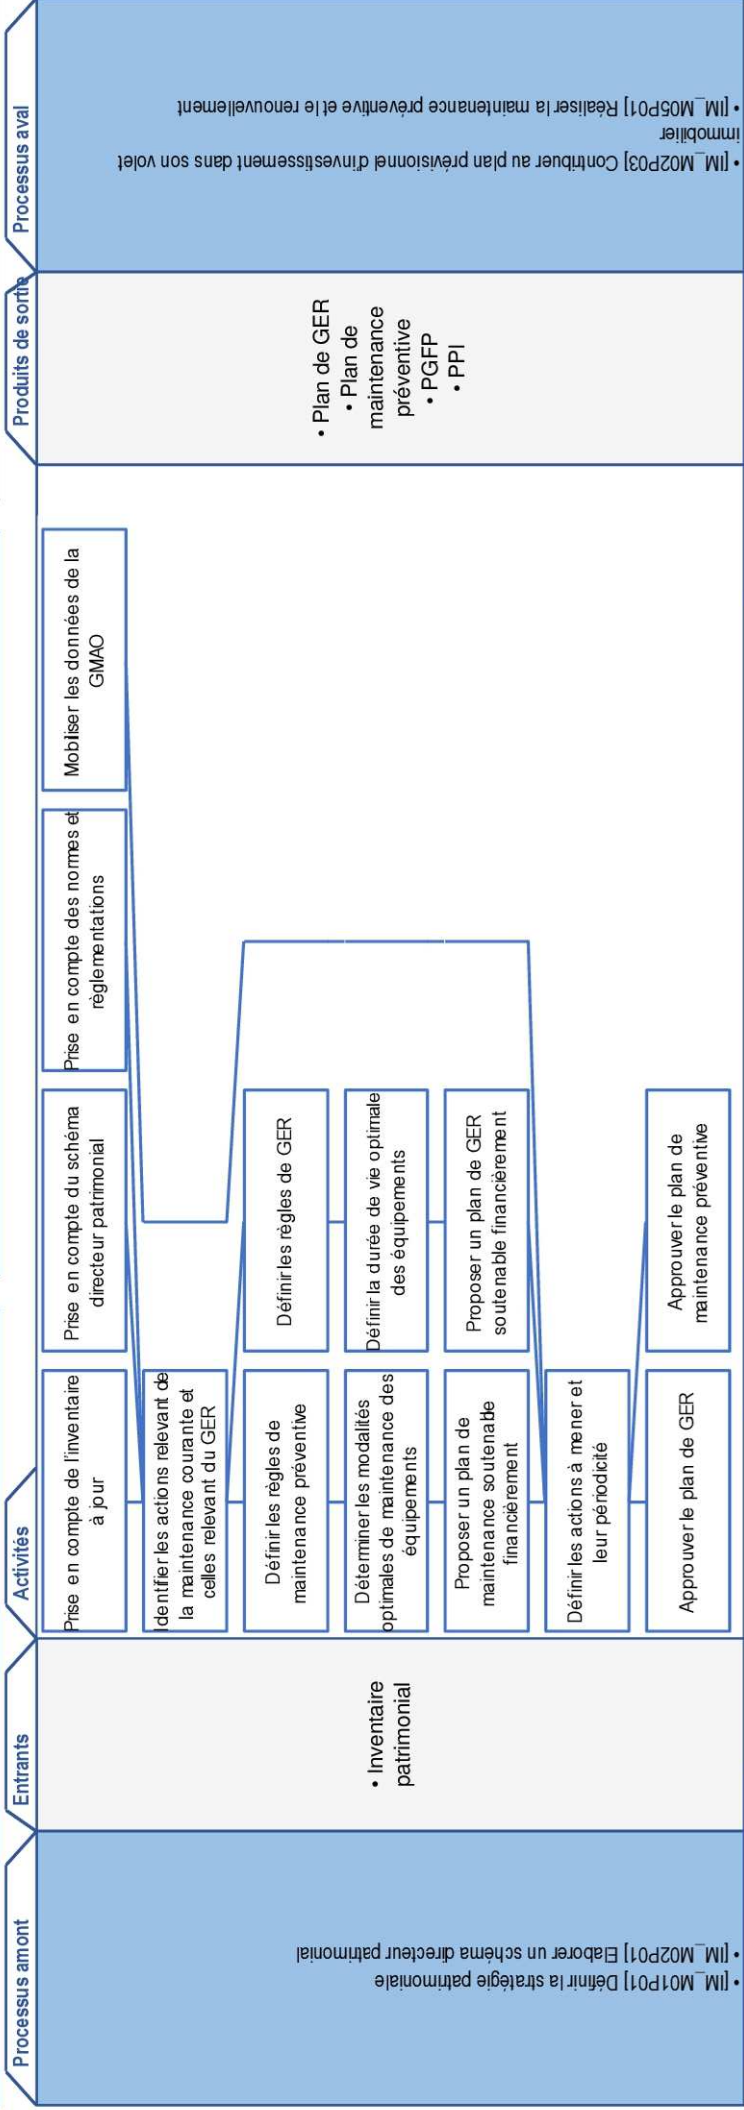 Processus amont
• [IM_M01P01] Définir la stratégie patrimoniale
• [IM_M02P01] Elaborer un schéma directeur patrimonial
Entrants
• Inventaire
patrimonial
Activités
Prise en compte de l'inventaire
à jour
Prise en compte du schéma
directeur patrimonial
Prise en compte des normes et
règlementations
Mobiliser les données de la
GMAO
Identifier les actions relevant de
la maintenance courante et
celles relevant du GER
Définir les règles de
maintenance préventive
Définir les règles de GER
Déterminer les modalités
optimales de maintenance des
équipements
Définir la durée de vie optimale
des équipements
Proposer un plan de
maintenance soutenable
financièrement
Proposer un plan de GER
soutenable financièrement
Définir les actions à mener et
leur périodicité
Approuver le plan de GER
Approuver le plan de
maintenance préventive
Produits de sortie
• Plan de GER
• Plan de
maintenance
préventive
• PGFP
• PPI
Processus aval
• [IM_M02P03] Contribuer au plan prévisionnel d'investissement dans son volet
immobilier
• [IM_M05P01] Réaliser la maintenance préventive et le renouvellement